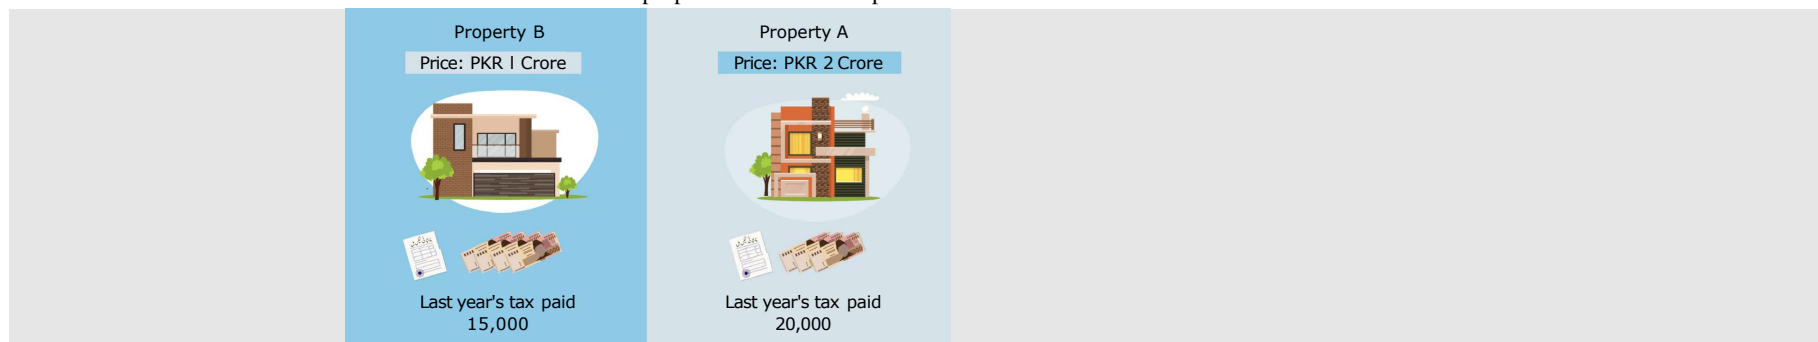 Property B
Price: PKR l Crore
Last year's tax paid
15,000
Property A
Price: PKR 2 Crore
Last year's tax paid
20,000